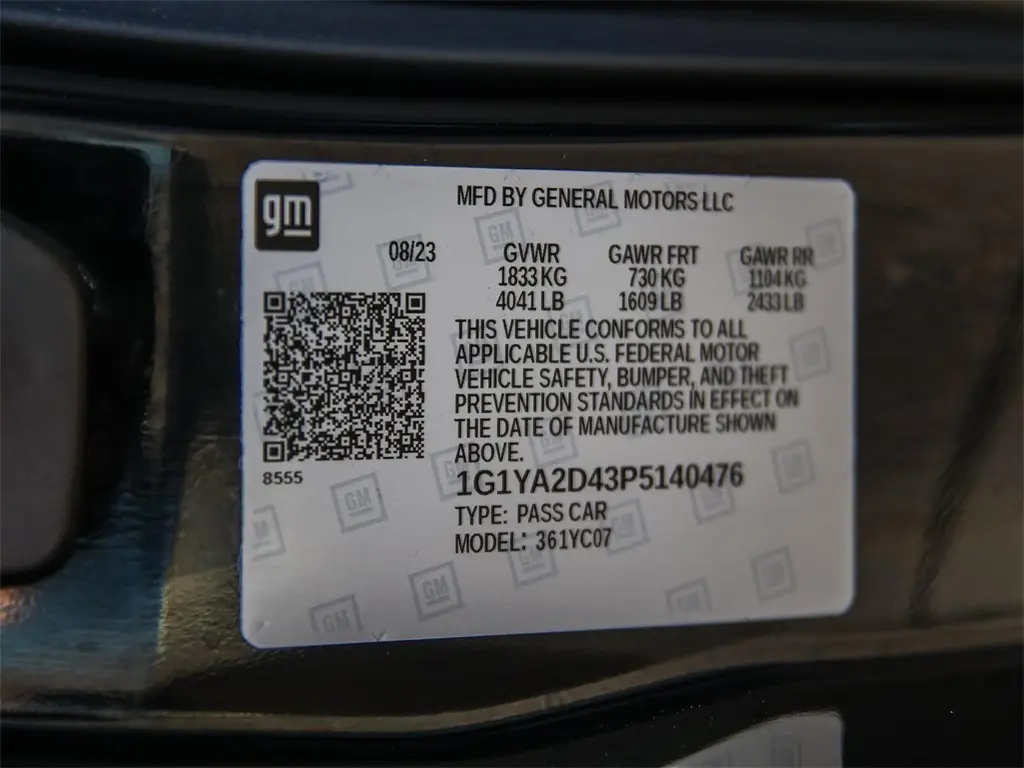 gm
MFD BY GENERAL MOTORS LLC
08/23 GVWR GAWR FRT GAWR RR
1833 KG 730 KG 1104 KG
4041 LB 1609 LB 2433 LB
THIS VEHICLE CONFORMS TO ALL
APPLICABLE U.S. FEDERAL MOTOR
VEHICLE SAFETY, BUMPER, AND THEFT
PREVENTION STANDARDS IN EFFECT ON
THE DATE OF MANUFACTURE SHOWN
ABOVE.
8555
1G1YA2D43P5140476
TYPE: PASS CAR
MODEL: 361YC07